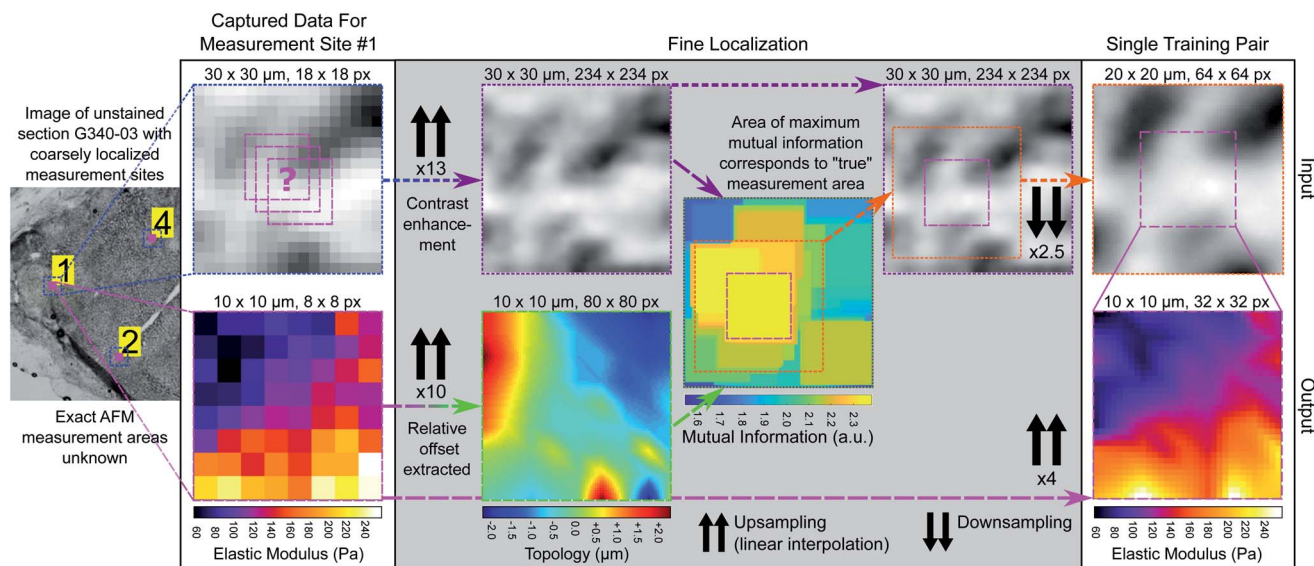 Captured Data For
Measurement Site #1
Fine Localization
Single Training Pair
30 x 30 µm, 18 x 18 px
30 x 30 µm, 234 x 234 px
30 x 30 µm, 234 x 234 px
20 x 20 µm, 64 x 64 px
Image of unstained
section G340-03 with
coarsely localized
measurement sites
4
1
2
Exact AFM
measurement areas
unknown
?
x13
Contrast
enhance-
ment
Area of maximum
mutual information
corresponds to "true"
measurement area
x2.5
Input
10 x 10 µm, 8 x 8 px
10 x 10 µm, 80 x 80 px
10 x 10 µm, 32 x 32 px
x10
Relative
offset
extracted
1.6 1.7 1.8 1.9 2.0 2.1 2.2 2.3
Mutual Information (a.u.)
x4
Output
60 80 100 120 140 160 180 200 220 240
Elastic Modulus (Pa)
-2.0 -1.5 -1.0 -0.5 0.0 +0.5 +1.0 +1.5 +2.0
Topology (µm)
Upsampling
(linear interpolation)
Downsampling
60 80 100 120 140 160 180 200 220 240
Elastic Modulus (Pa)